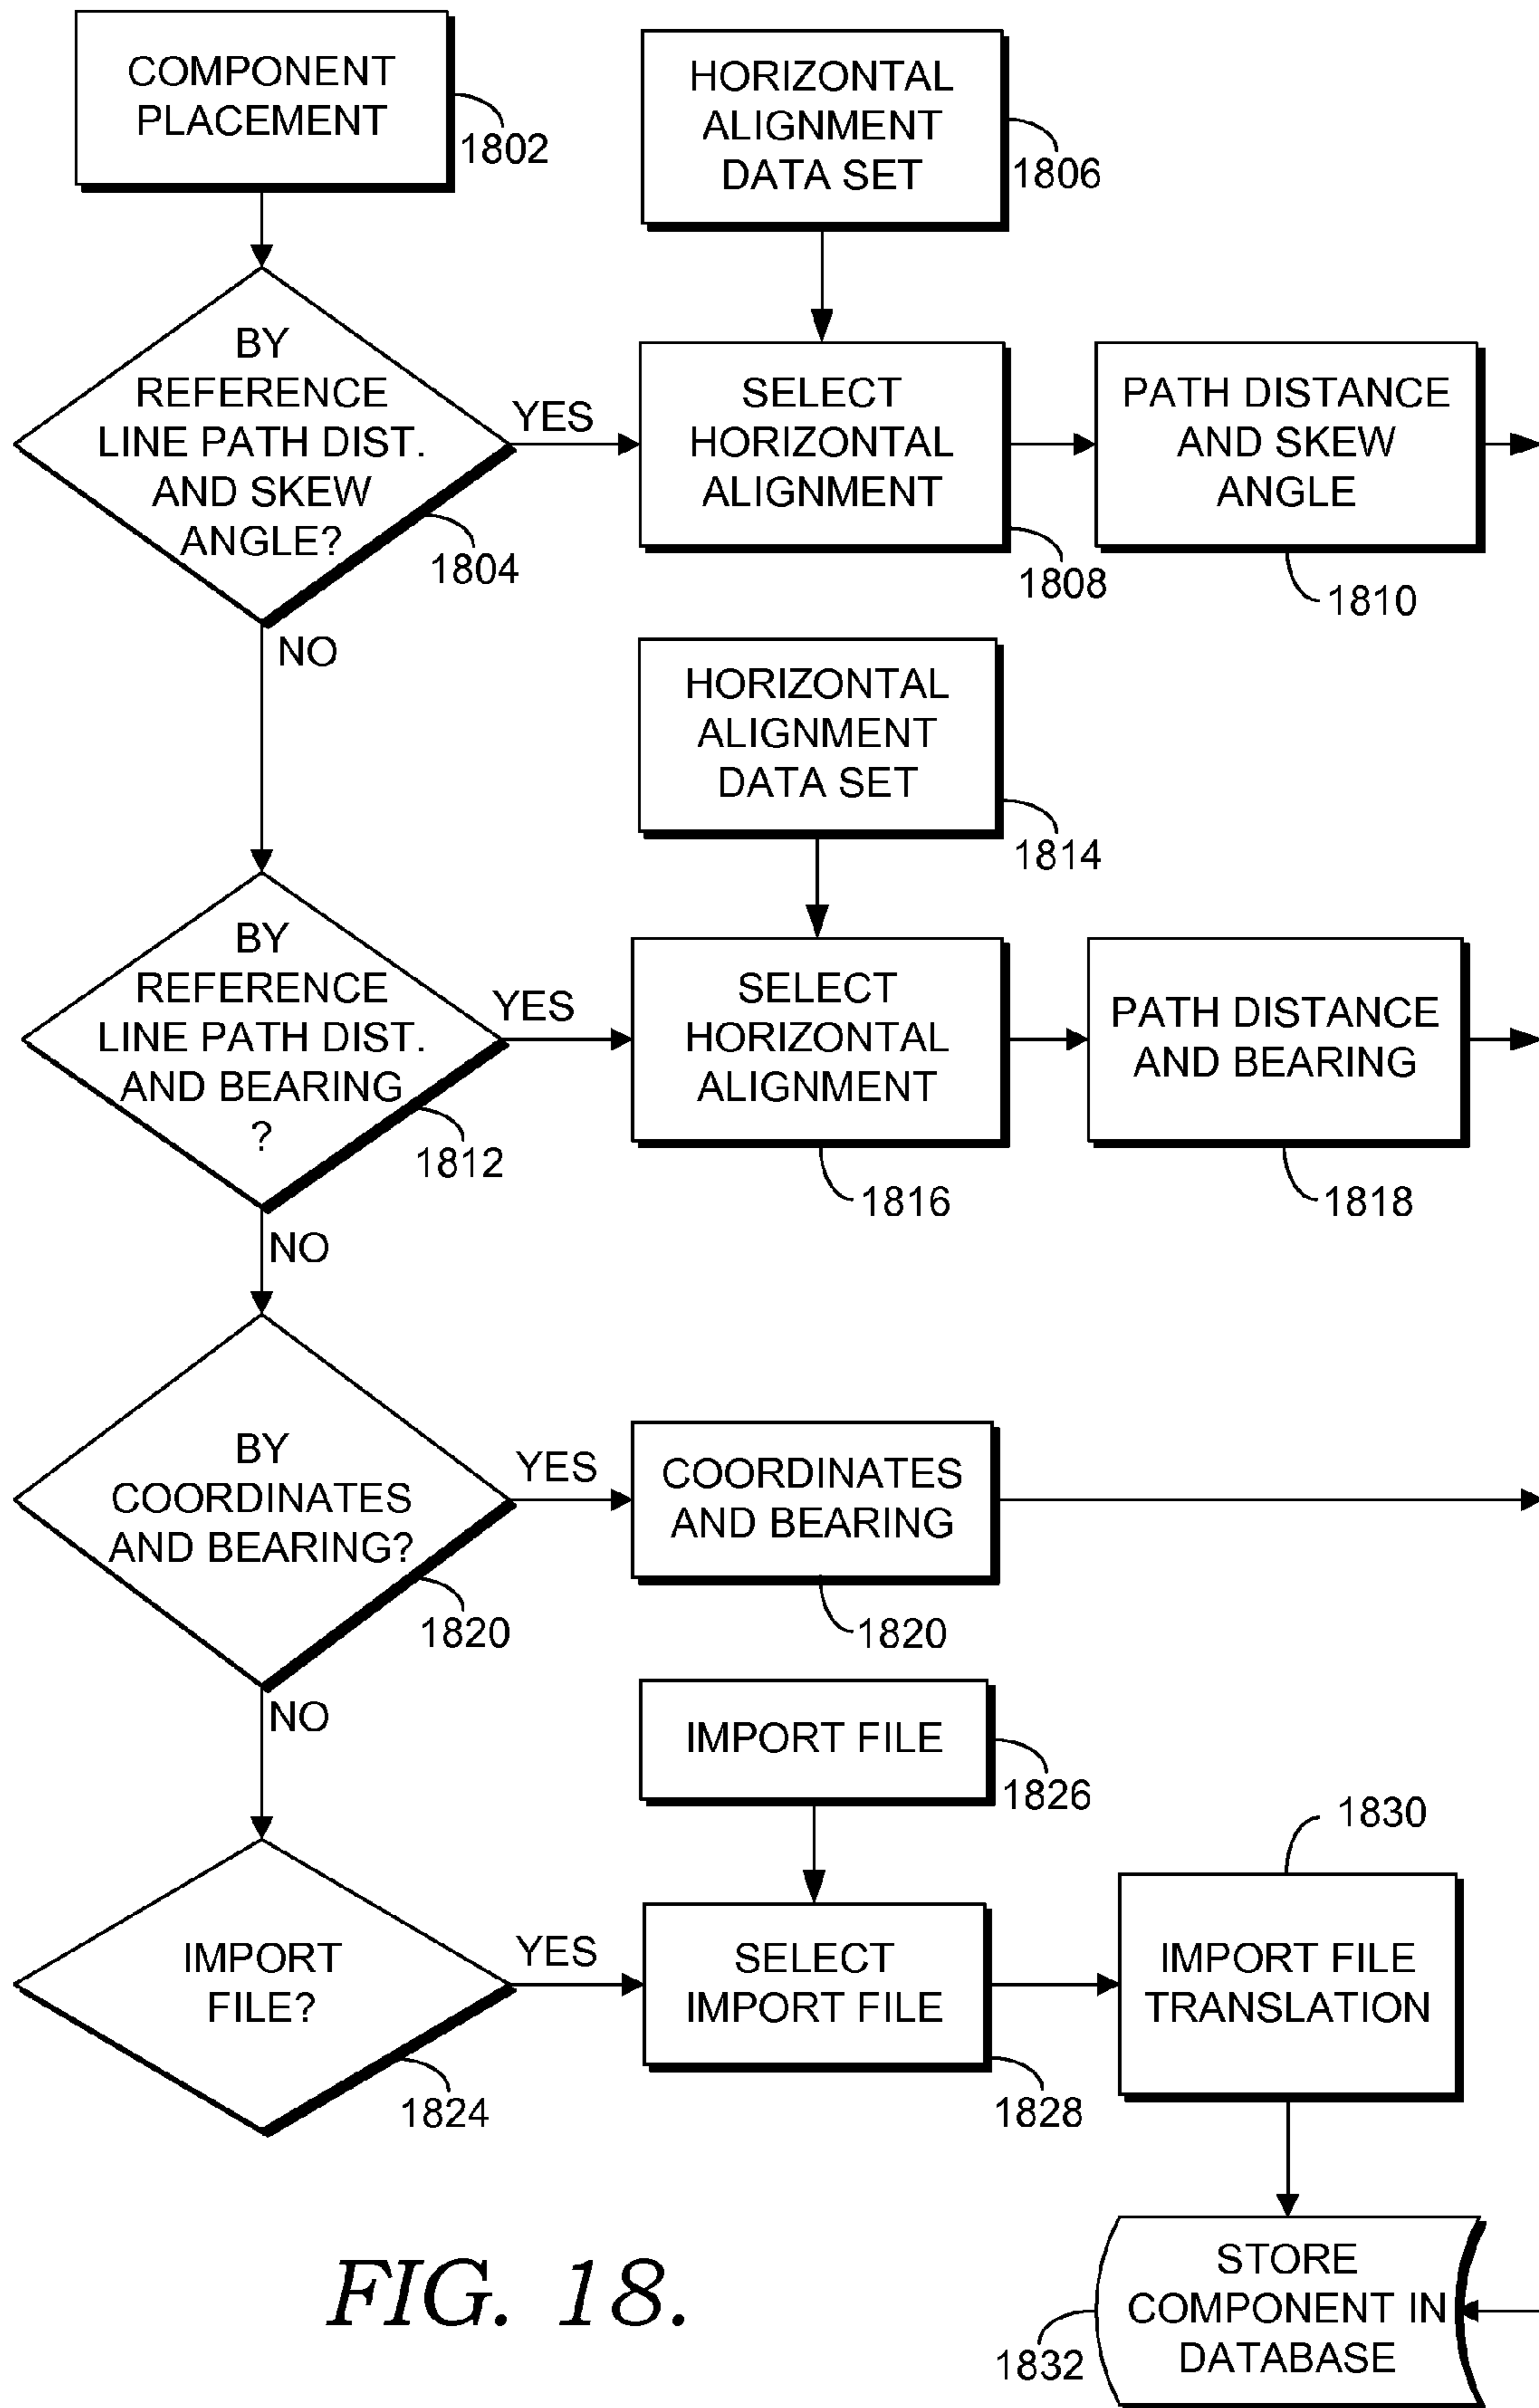 COMPONENT
PLACEMENT
1802
HORIZONTAL
ALIGNMENT
DATA SET
1806
BY
REFERENCE
LINE PATH DIST.
AND SKEW
ANGLE?
1804
YES
SELECT
HORIZONTAL
ALIGNMENT
1808
PATH DISTANCE
AND SKEW
ANGLE
1810
NO
HORIZONTAL
ALIGNMENT
DATA SET
1814
BY
REFERENCE
LINE PATH DIST.
AND BEARING
?
1812
YES
SELECT
HORIZONTAL
ALIGNMENT
1816
PATH DISTANCE
AND BEARING
1818
NO
BY
COORDINATES
AND BEARING?
1820
YES
COORDINATES
AND BEARING
1820
NO
IMPORT FILE
1826
IMPORT
FILE?
1824
YES
SELECT
IMPORT FILE
1828
1830
IMPORT FILE
TRANSLATION
STORE
COMPONENT IN
DATABASE
1832
FIG. 18.